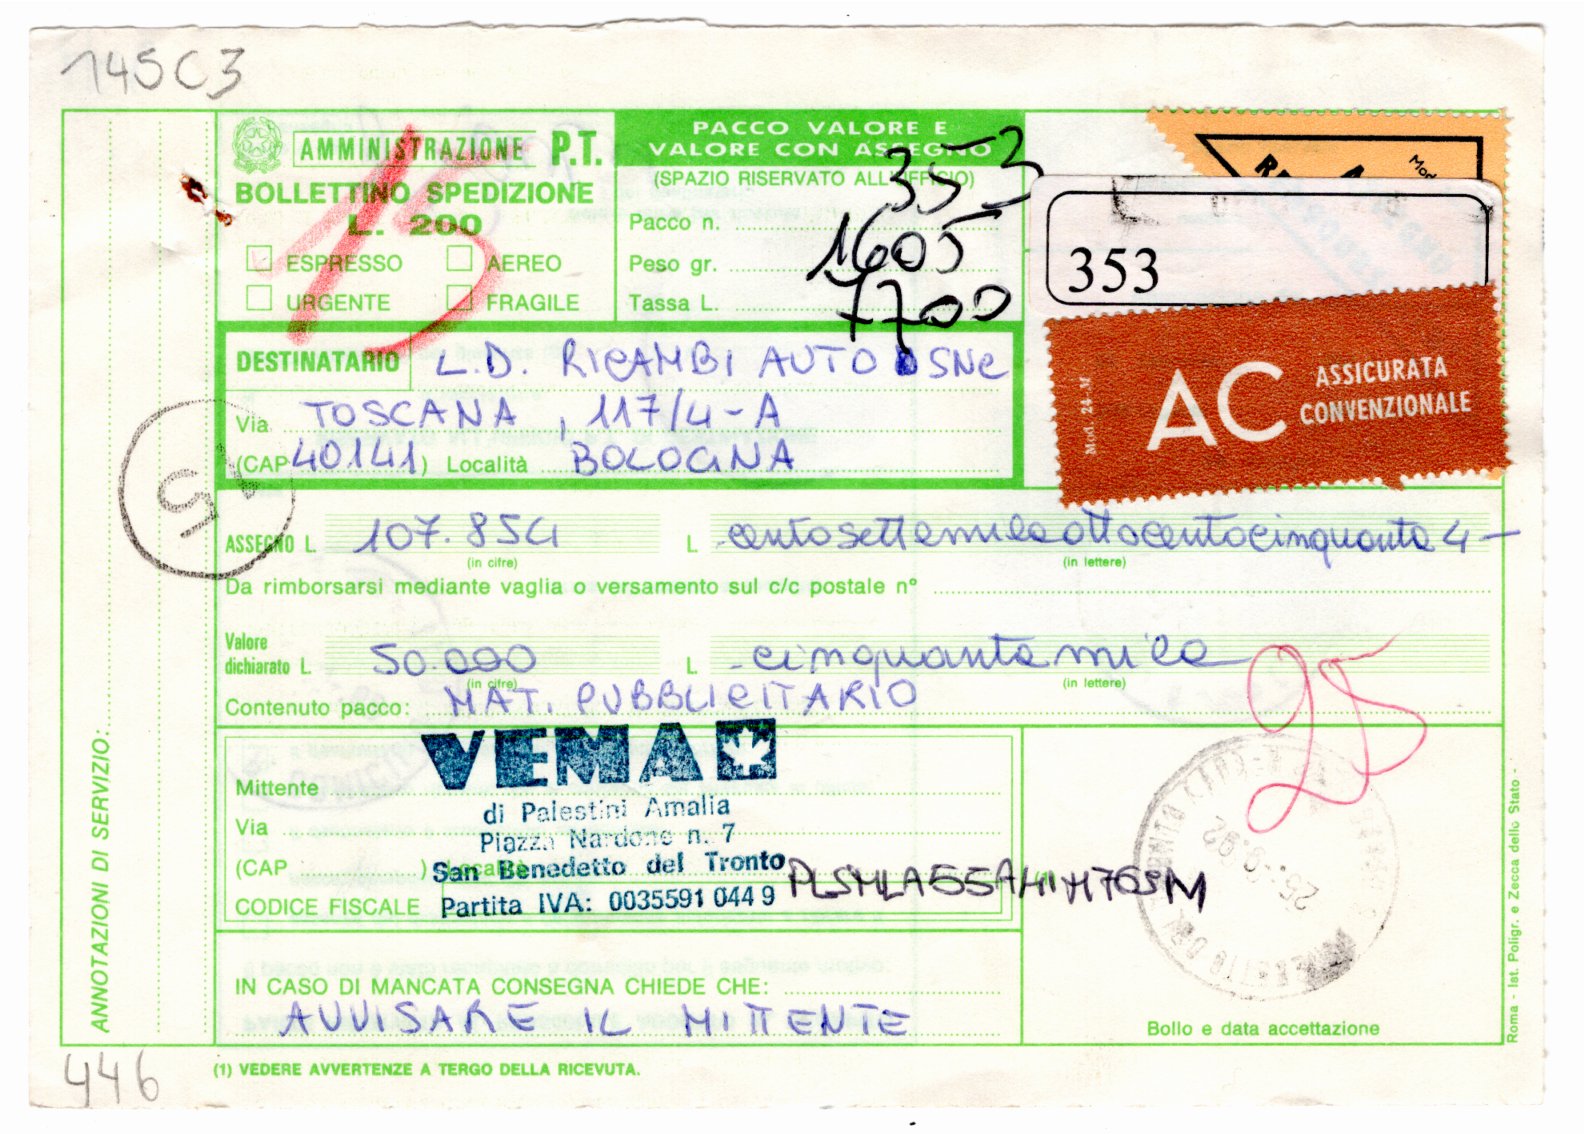 145C3
AMMINISTRAZIONE P.T.
BOLLETTINO SPEDIZIONE
L. 200
ESPRESSO AEREO
URGENTE FRAGILE
15
PACCO VALORE E
VALORE CON ASSEGNO
(SPAZIO RISERVATO ALL'UFFICIO)
Pacco n. 353
Peso gr. 1605
Tassa L. 7700
353
Mod. 24-M
AC ASSICURATA
CONVENZIONALE
DESTINATARIO L.D. RICAMBI AUTO SNC
Via TOSCANA, 117/4-A
(CAP 40141) Località BOLOGNA
15
ASSEGNO L. 107.854 L. centosettemilaottocentocinquanta4-
(in cifre) (in lettere)
Da rimborsarsi mediante vaglia o versamento sul c/c postale n°
Valore
dichiarato L. 50.000 L. cinquantamila
(in cifre) (in lettere)
Contenuto pacco: MAT. PUBBLICITARIO
25
VEMA
Mittente
di Palestini Amalia
Via
Piazza Nardone n. 7
(CAP ) Località
San Benedetto del Tronto
CODICE FISCALE
Partita IVA: 0035591 044 9
IN CASO DI MANCATA CONSEGNA CHIEDE CHE:
AVVISARE IL MITTENTE
Bollo e data accettazione
ANNOTAZIONI DI SERVIZIO:
Roma - Ist. Poligr. e Zecca dello Stato -
446
(1) VEDERE AVVERTENZE A TERGO DELLA RICEVUTA.